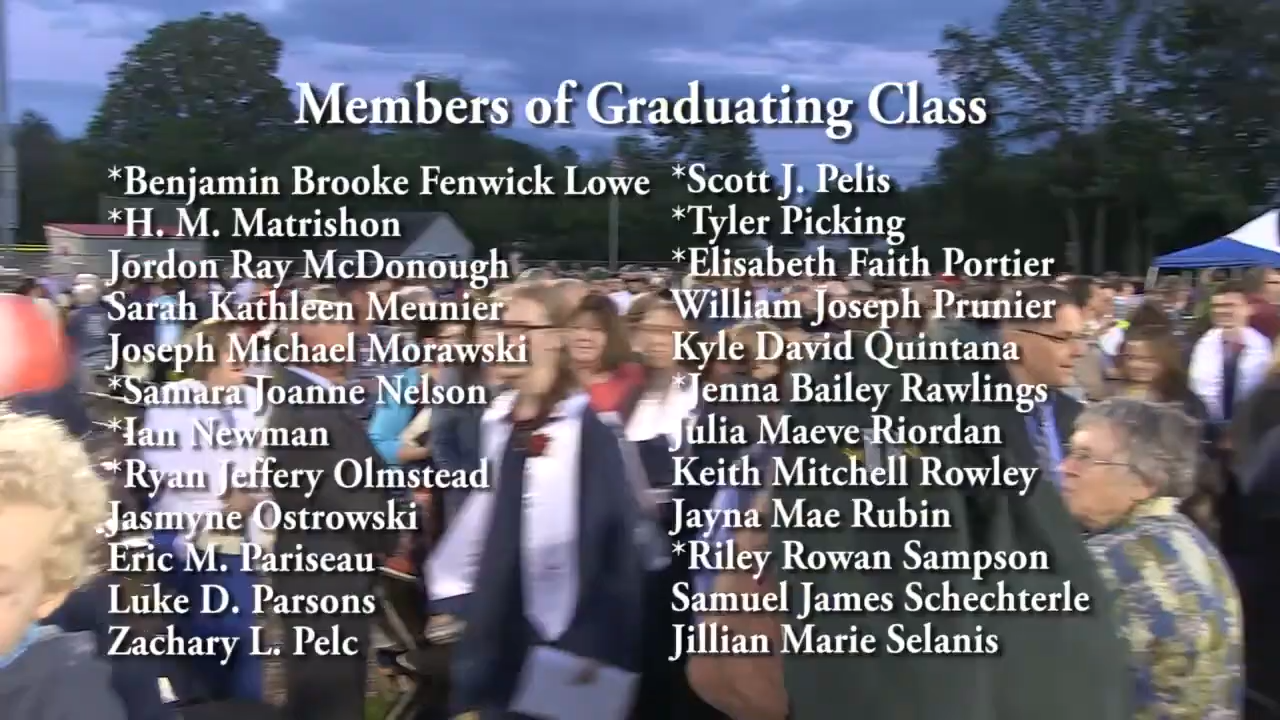 Members of Graduating Class
*Benjamin Brooke Fenwick Lowe
*H. M. Matrishon
Jordon Ray McDonough
Sarah Kathleen Meunier
Joseph Michael Morawski
*Samara Joanne Nelson
*Ian Newman
*Ryan Jeffery Olmstead
Jasmyne Ostrowski
Eric M. Pariseau
Luke D. Parsons
Zachary L. Pelc
*Scott J. Pelis
*Tyler Picking
*Elisabeth Faith Portier
William Joseph Prunier
Kyle David Quintana
*Jenna Bailey Rawlings
Julia Maeve Riordan
Keith Mitchell Rowley
Jayna Mae Rubin
*Riley Rowan Sampson
Samuel James Schechterle
Jillian Marie Selanis